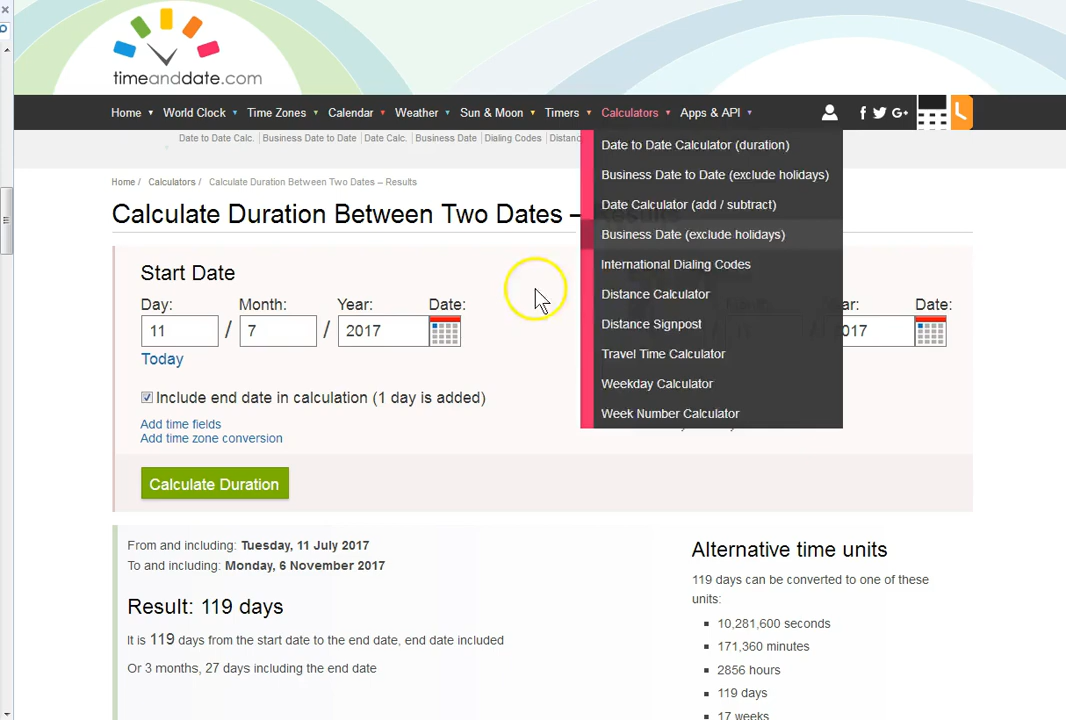 timeanddate.com
Home World Clock Time Zones Calendar Weather Sun & Moon Timers Calculators Apps & API
Date to Date Calc. Business Date to Date Date Calc. Business Date Dialing Codes
Date to Date Calculator (duration)
Business Date to Date (exclude holidays)
Date Calculator (add / subtract)
Business Date (exclude holidays)
International Dialing Codes
Distance Calculator
Distance Signpost
Travel Time Calculator
Weekday Calculator
Week Number Calculator
Home / Calculators / Calculate Duration Between Two Dates – Results
Calculate Duration Between Two Dates –
Start Date
Day: Month: Year: Date:
11 / 7 / 2017
Date:
2017
Today
Include end date in calculation (1 day is added)
Add time fields
Add time zone conversion
Calculate Duration
From and including: Tuesday, 11 July 2017
To and including: Monday, 6 November 2017
Result: 119 days
It is 119 days from the start date to the end date, end date included
Or 3 months, 27 days including the end date
Alternative time units
119 days can be converted to one of these
units:
10,281,600 seconds
171,360 minutes
2856 hours
119 days
17 weeks